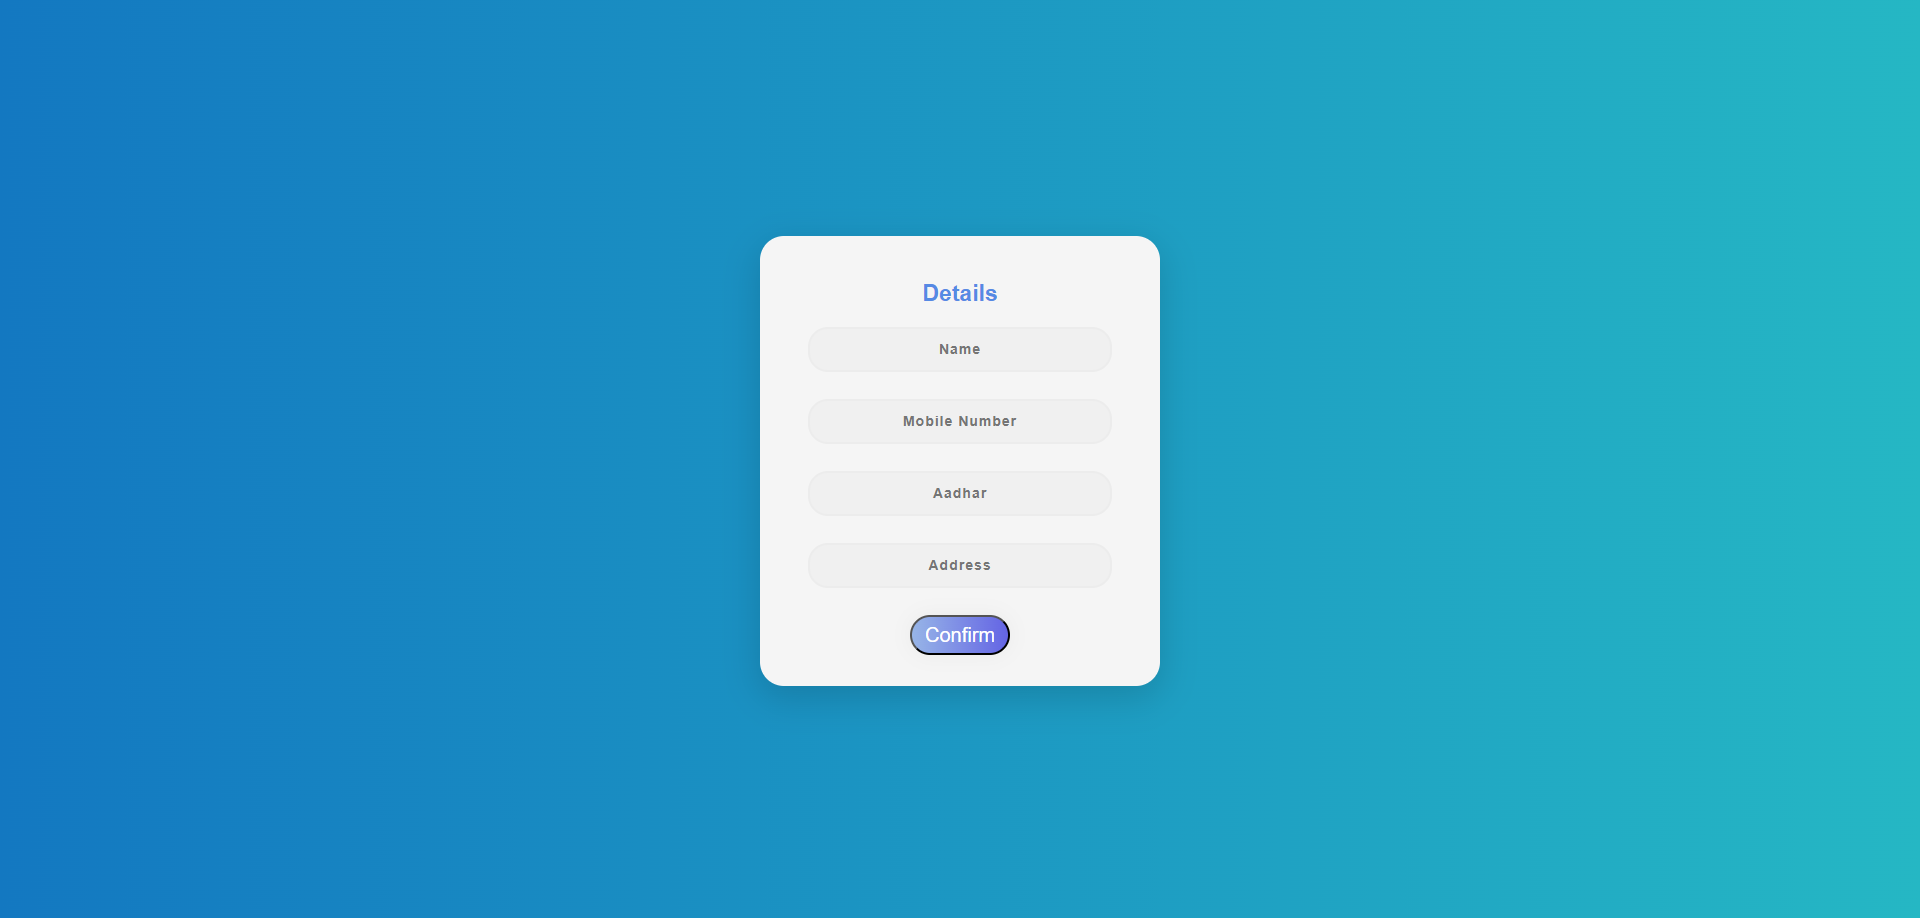 Details
Name
Mobile Number
Aadhar
Address
Confirm